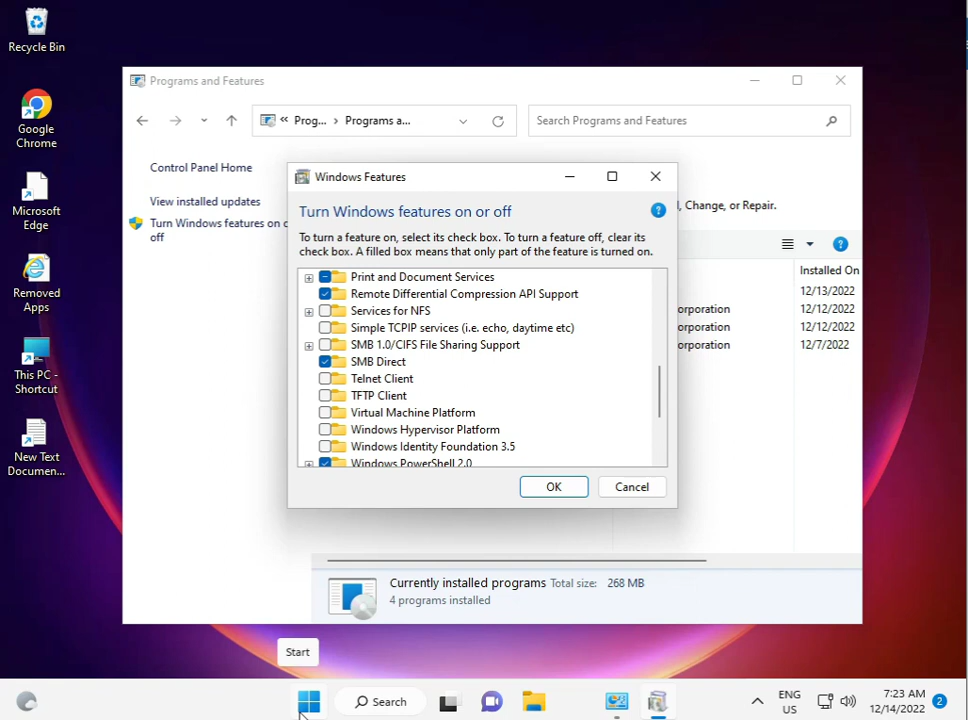 Recycle Bin
Google
Chrome
Microsoft
Edge
Removed
Apps
This PC -
Shortcut
New Text
Documen...
Programs and Features
« Prog... › Programs a...
Search Programs and Features
Control Panel Home
View installed updates
Turn Windows features on o
off
, Change, or Repair.
Installed On
12/13/2022
orporation 12/12/2022
orporation 12/12/2022
orporation 12/7/2022
Windows Features
Turn Windows features on or off
To turn a feature on, select its check box. To turn a feature off, clear its
check box. A filled box means that only part of the feature is turned on.
Print and Document Services
Remote Differential Compression API Support
Services for NFS
Simple TCPIP services (i.e. echo, daytime etc)
SMB 1.0/CIFS File Sharing Support
SMB Direct
Telnet Client
TFTP Client
Virtual Machine Platform
Windows Hypervisor Platform
Windows Identity Foundation 3.5
Windows PowerShell 2.0
OK
Cancel
Currently installed programs Total size: 268 MB
4 programs installed
Start
Search
ENG
US
7:23 AM
12/14/2022
2